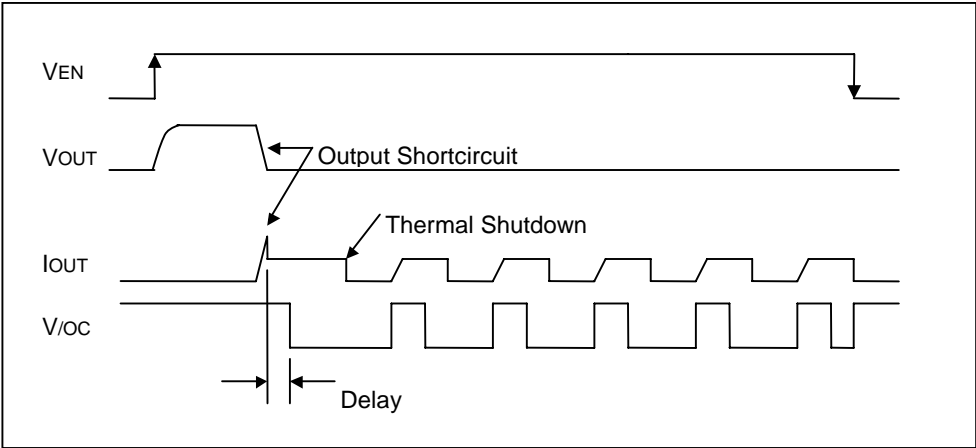 VEN
VOUT
Output Shortcircuit
Thermal Shutdown
IOUT
V/OC
Delay